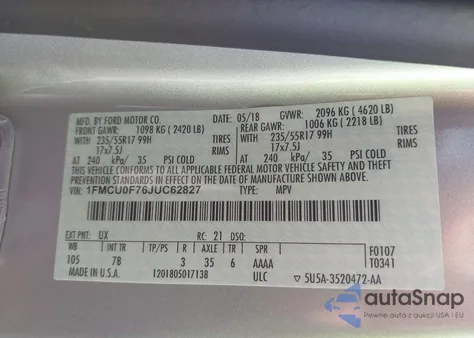 MFD. BY FORD MOTOR CO.
05/18 GVWR: 2096 KG ( 4620 LB)
FRONT GAWR: 1098 KG ( 2420 LB) REAR GAWR: 1006 KG ( 2218 LB)
WITH 235/55R17 99H TIRES WITH 235/55R17 99H TIRES
17x7.5J RIMS 17x7.5J RIMS
AT 240 kPa/ 35 PSI COLD AT 240 kPa/ 35 PSI COLD
THIS VEHICLE CONFORMS TO ALL APPLICABLE FEDERAL MOTOR VEHICLE SAFETY
AND THEFT PREVENTION STANDARDS IN EFFECT ON THE DATE OF MANUFACTURE SHOWN ABOVE.
VIN: 1FMCU0F76JUC62827 TYPE: MPV
EXT PNT: UX RC: 21 DSO:
WB INT TR TP/PS R A TR SPR
105 7B 3 35 6 AAAA
F0107
T0341
MADE IN U.S.A. 1201805017138 ULC 5U5A-3520472-AA
autoSnap
Pewne auta z USA i EU